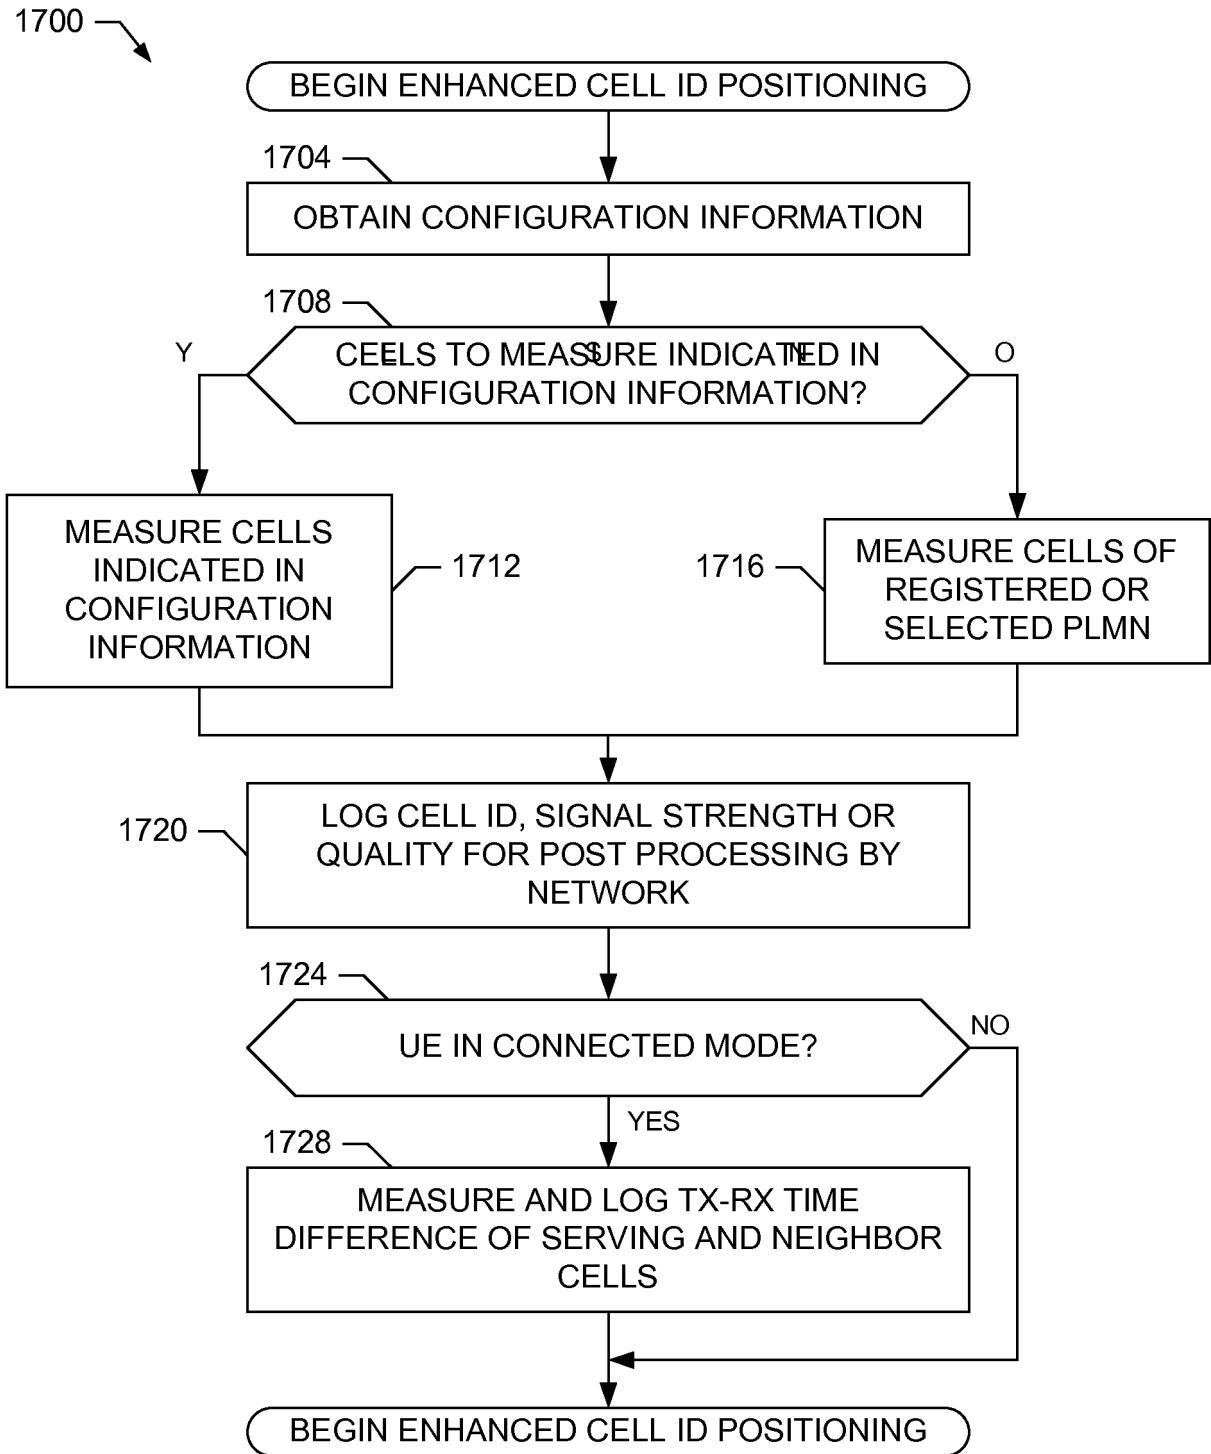 1700
BEGIN ENHANCED CELL ID POSITIONING
1704
OBTAIN CONFIGURATION INFORMATION
1708
YES
CELLS TO MEASURE INDICATED IN
NO
CONFIGURATION INFORMATION?
MEASURE CELLS
INDICATED IN
CONFIGURATION
INFORMATION
1712
1716
MEASURE CELLS OF
REGISTERED OR
SELECTED PLMN
1720
LOG CELL ID, SIGNAL STRENGTH OR
QUALITY FOR POST PROCESSING BY
NETWORK
1724
UE IN CONNECTED MODE?
NO
YES
1728
MEASURE AND LOG TX-RX TIME
DIFFERENCE OF SERVING AND NEIGHBOR
CELLS
BEGIN ENHANCED CELL ID POSITIONING